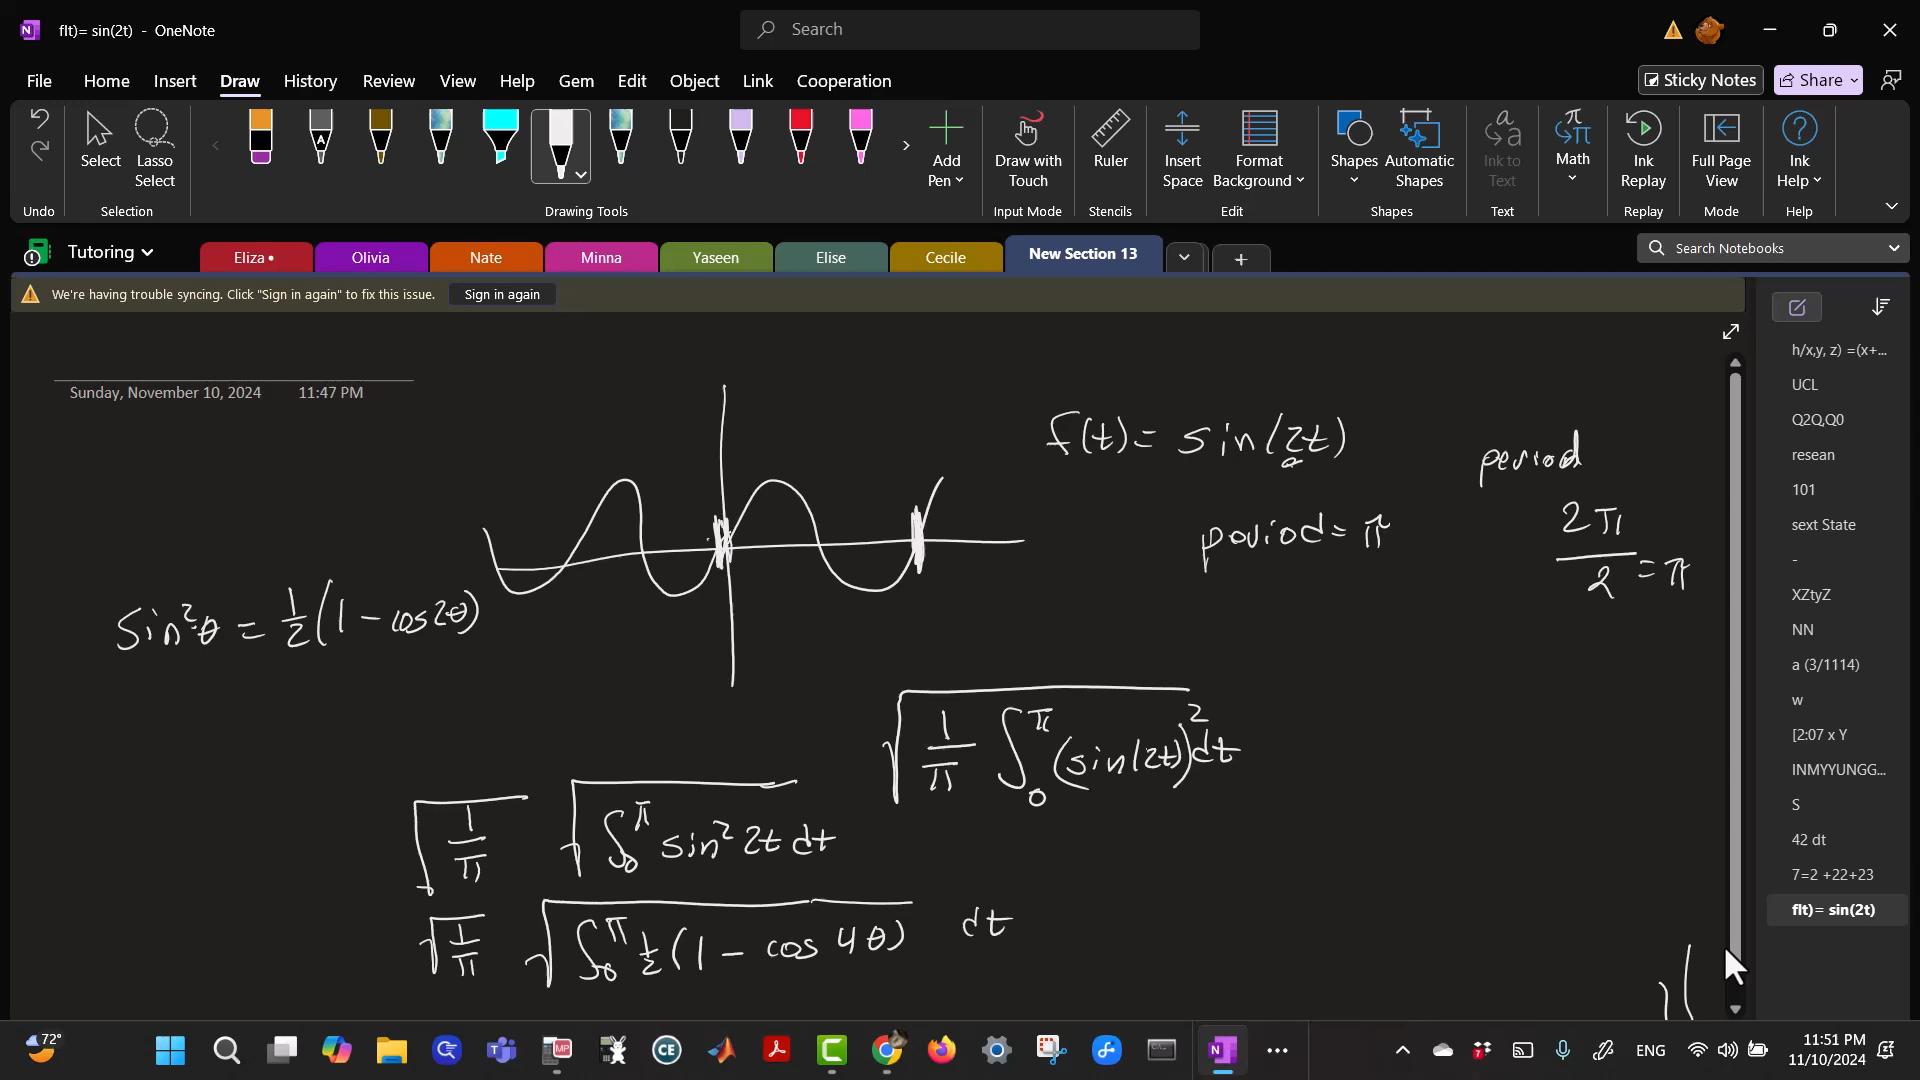 f(t)= sin(2t) - OneNote
Search
File Home Insert Draw History Review View Help Gem Edit Object Link Cooperation
Sticky Notes Share
Undo
Select
Lasso Select
Selection
Drawing Tools
Add Pen
Draw with Touch
Input Mode
Ruler
Stencils
Insert Space
Format Background
Edit
Shapes
Automatic Shapes
Shapes
Ink to Text
Text
Math
Ink Replay
Replay
Full Page View
Mode
Ink Help
Help
Tutoring
Eliza
Olivia
Nate
Minna
Yaseen
Elise
Cecile
New Section 13
Search Notebooks
We're having trouble syncing. Click "Sign in again" to fix this issue. Sign in again
Sunday, November 10, 2024 11:47 PM
f(t)= sin(2t)
period
2π/2 = π
period= π
sin²θ = 1/2(1 - cos2θ)
√(1/π ∫₀^π (sin(2t))² dt)
√(1/π) √(∫₀^π sin² 2t dt)
√(1/π) √(∫₀^π 1/2(1 - cos 4θ)) dt
h/x,y, z) =(x+...
UCL
Q2Q,Q0
resean
101
sext State
-
XZtyZ
NN
a (3/1114)
w
[2:07 x Y
INMYYUNGG...
S
42 dt
7=2 +22+23
flt)= sin(2t)
72°
ENG
11:51 PM
11/10/2024